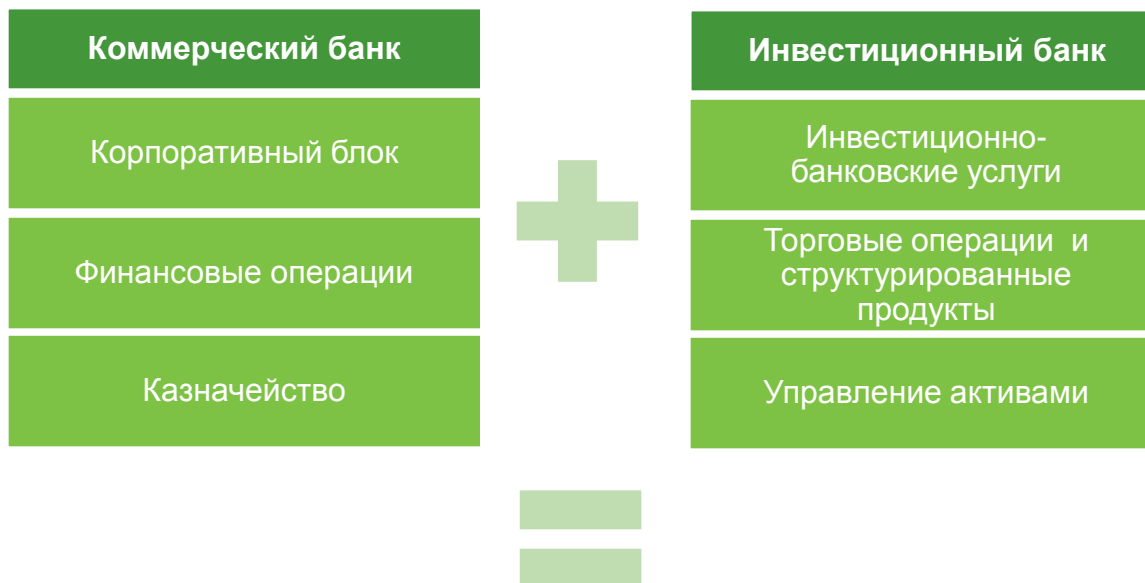 Коммерческий банк
Корпоративный блок
Финансовые операции
Казначейство
Инвестиционный банк
Инвестиционно-
банковские услуги
Торговые операции  и
структурированные
продукты
Управление активами